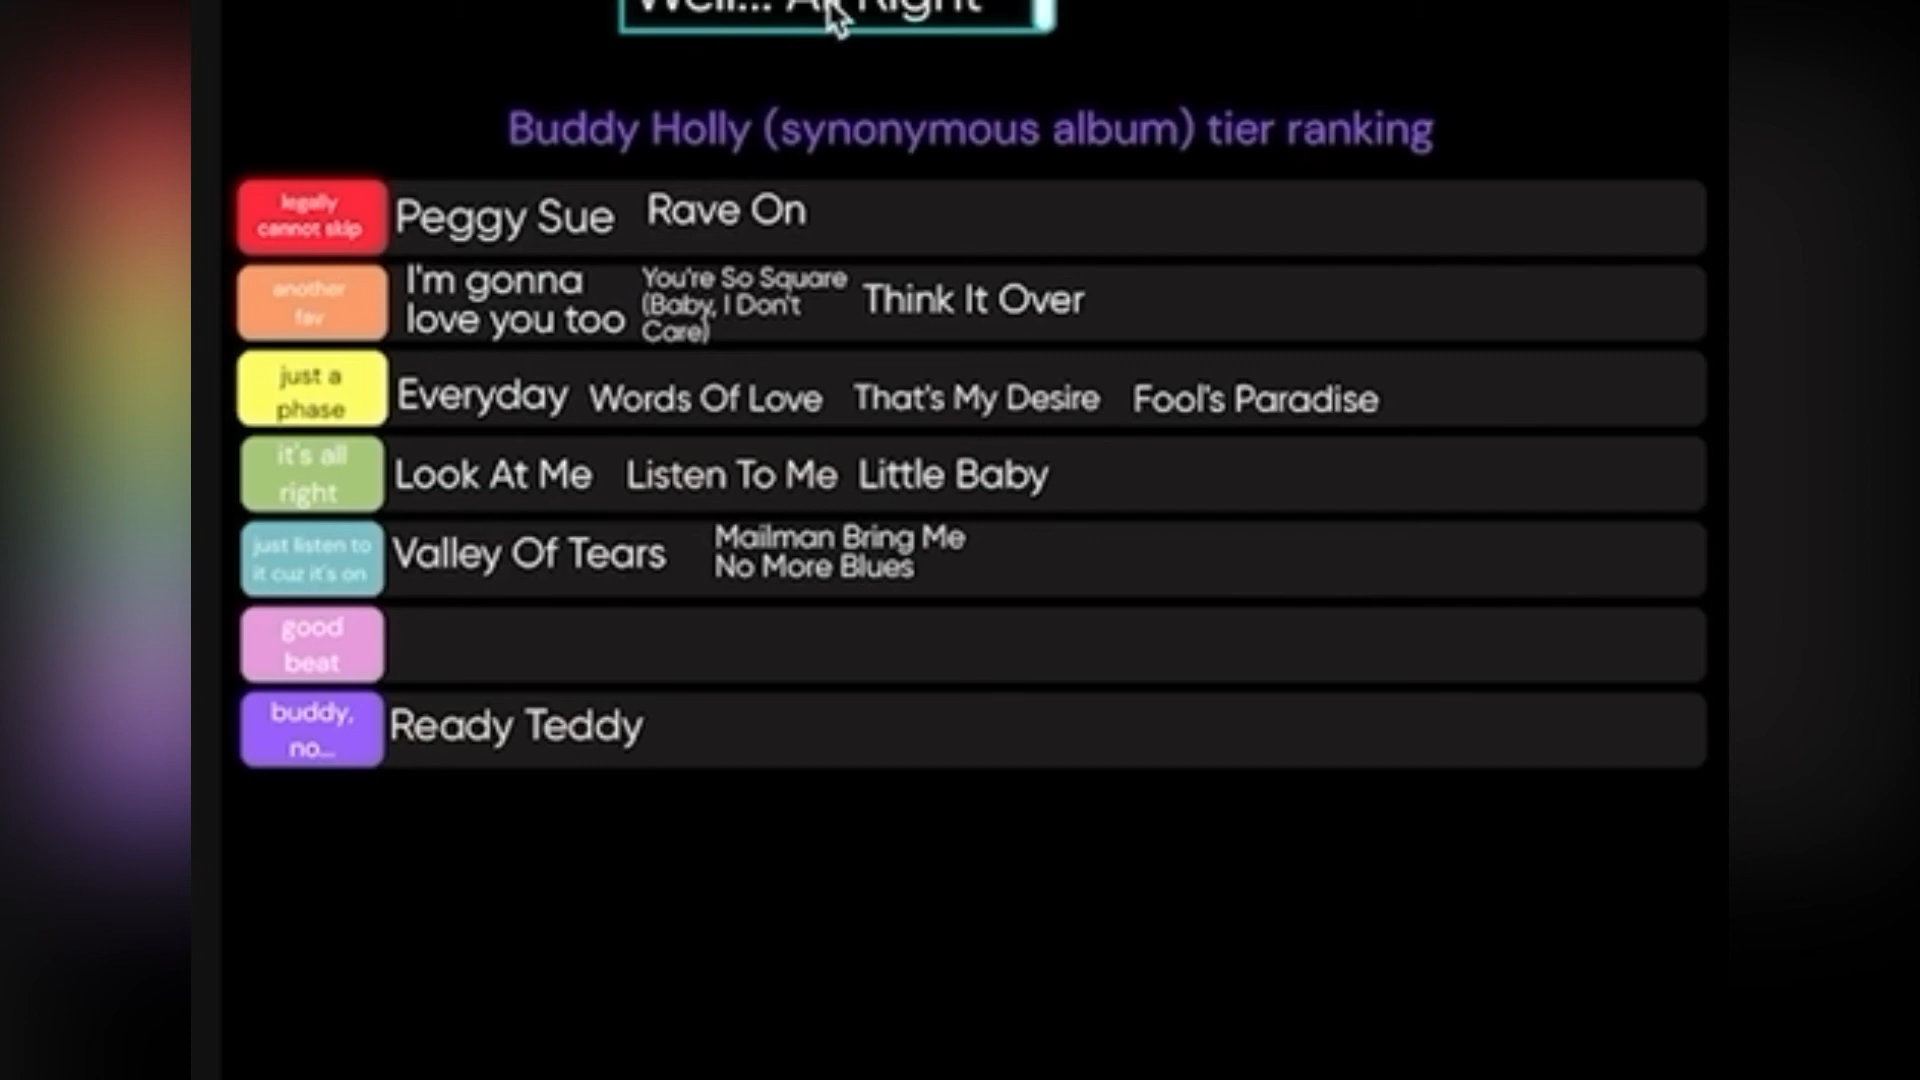 Well... All Right
Buddy Holly (synonymous album) tier ranking
legally
cannot skip
Peggy Sue
Rave On
another
fav
I'm gonna
love you too
You're So Square
(Baby, I Don't
Care)
Think It Over
just a
phase
Everyday
Words Of Love
That's My Desire
Fool's Paradise
it's all
right
Look At Me
Listen To Me
Little Baby
just listen to
it cuz it's on
Valley Of Tears
Mailman Bring Me
No More Blues
good
beat
buddy,
no...
Ready Teddy